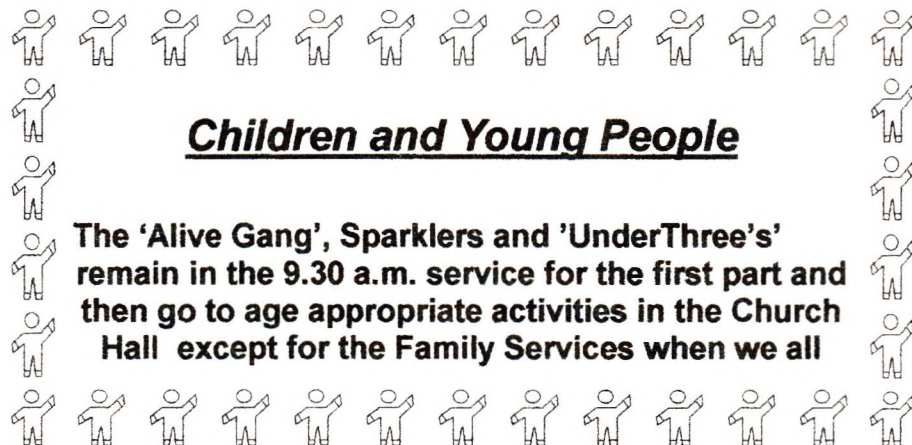 Children and Young People
The 'Alive Gang', Sparklers and 'UnderThree's'
remain in the 9.30 a.m. service for the first part and
then go to age appropriate activities in the Church
Hall except for the Family Services when we all